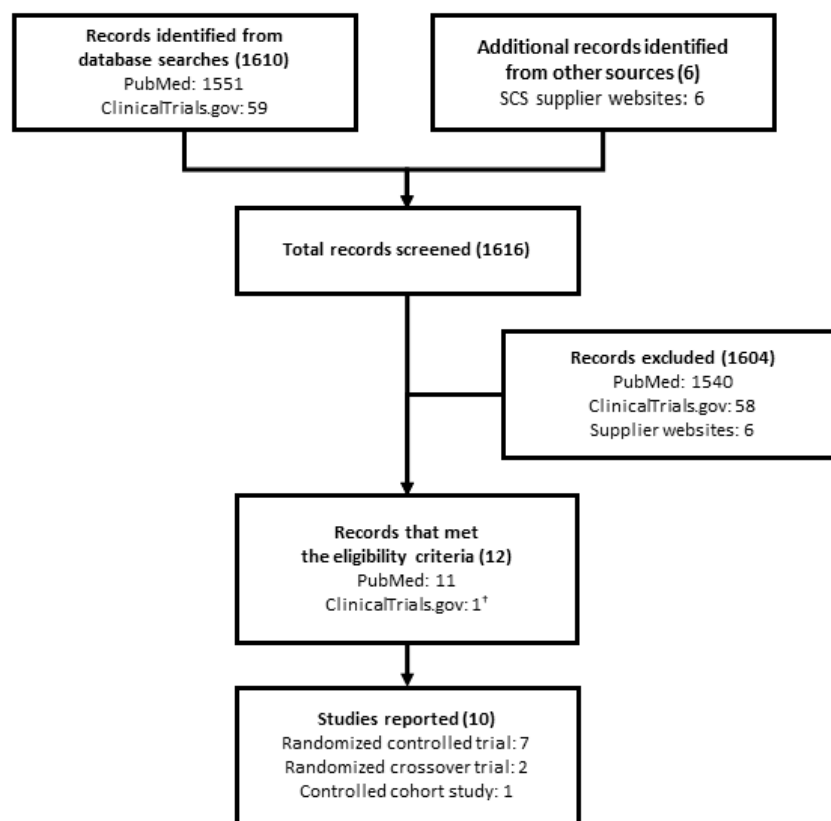 Records identified from
database searches (1610)
PubMed: 1551
ClinicalTrials.gov: 59
Additional records identified
from other sources (6)
SCS supplier websites: 6
Total records screened (1616)
Records excluded (1604)
PubMed: 1540
ClinicalTrials.gov: 58
Supplier websites: 6
Records that met
the eligibility criteria (12)
PubMed: 11
ClinicalTrials.gov: 1†
Studies reported (10)
Randomized controlled trial: 7
Randomized crossover trial: 2
Controlled cohort study: 1